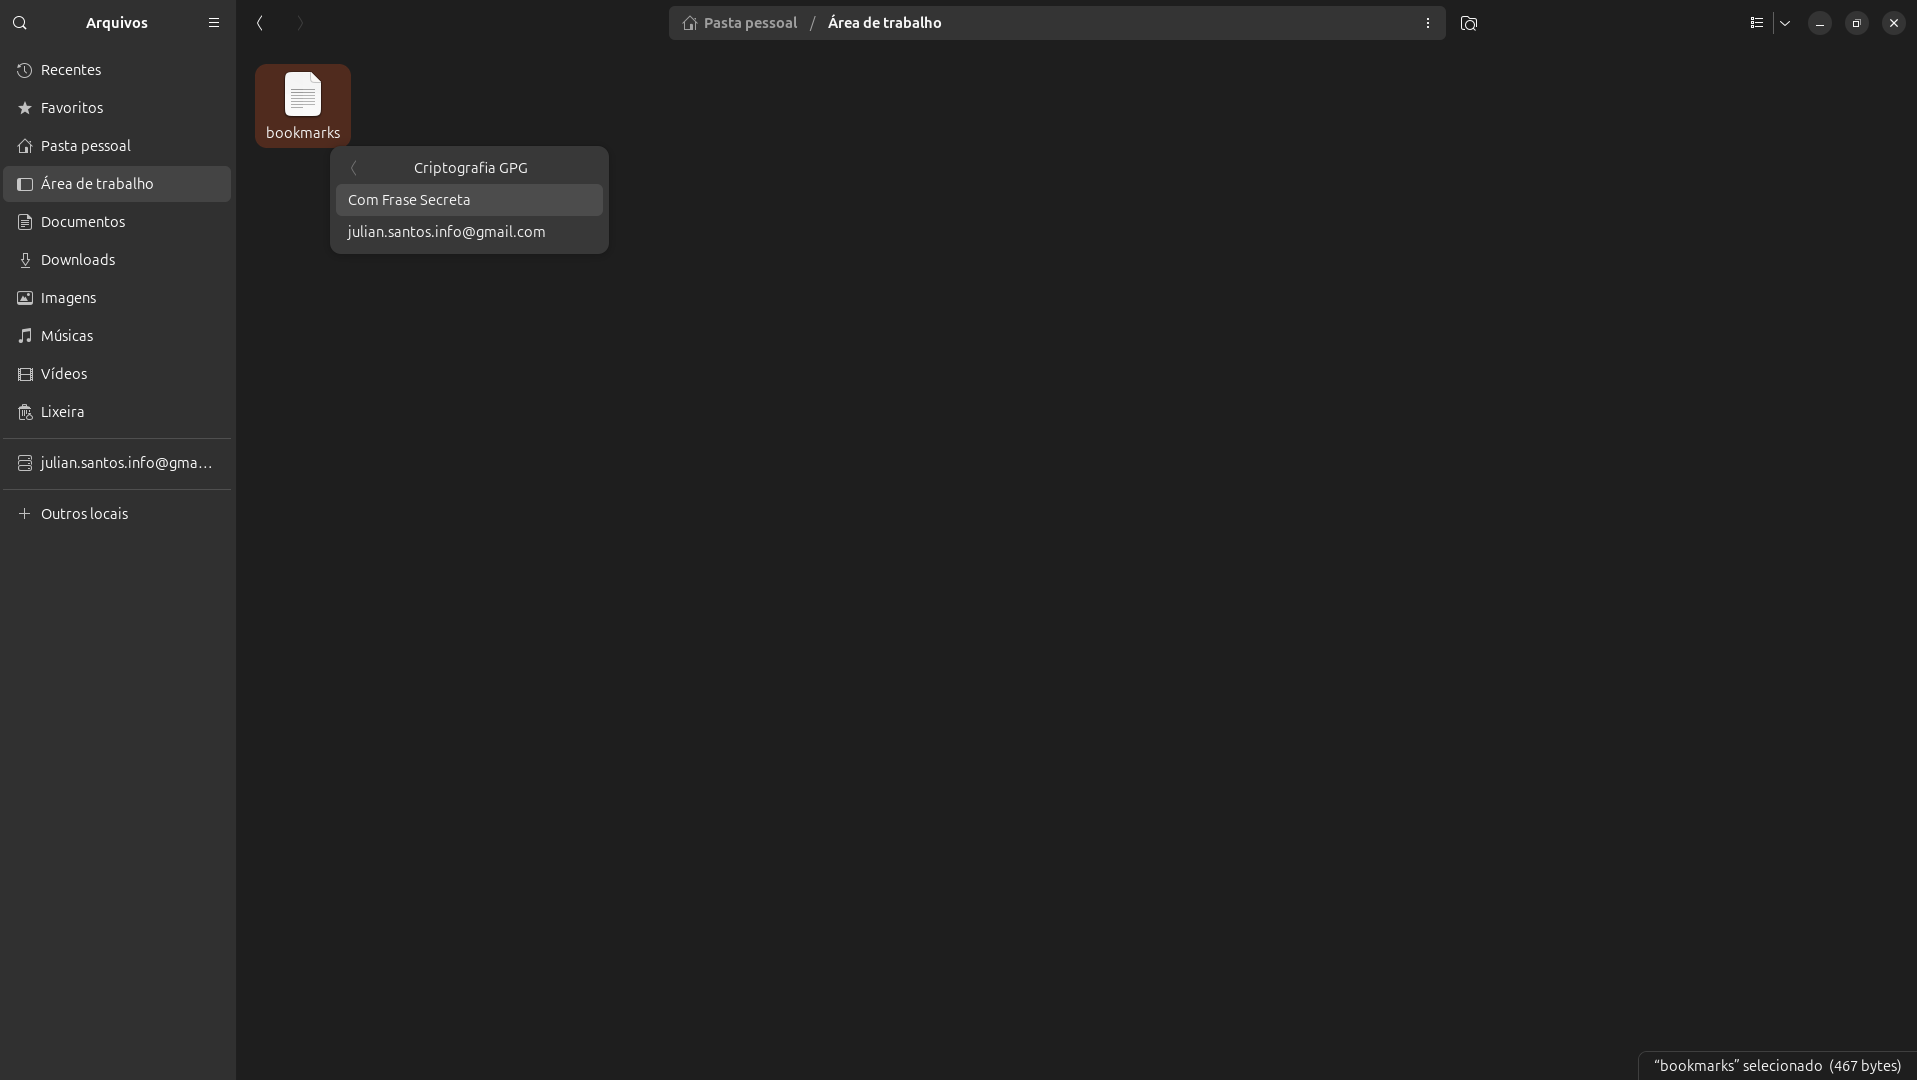 Arquivos
Pasta pessoal / Área de trabalho
Recentes
Favoritos
Pasta pessoal
Área de trabalho
Documentos
Downloads
Imagens
Músicas
Vídeos
Lixeira
julian.santos.info@gma…
Outros locais
bookmarks
Criptografia GPG
Com Frase Secreta
julian.santos.info@gmail.com
“bookmarks” selecionado (467 bytes)